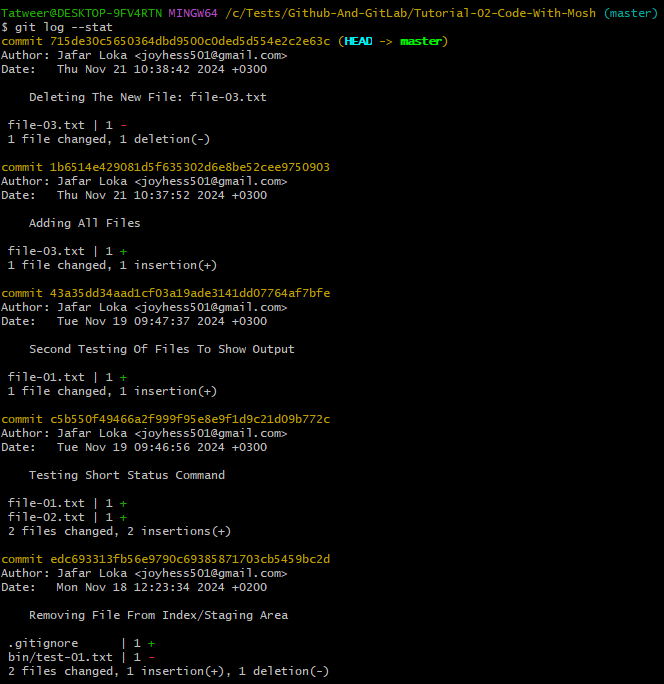 Tatweer@DESKTOP-9FV4RTN MINGW64 /c/Tests/Github-And-GitLab/Tutorial-02-Code-With-Mosh (master)
$ git log --stat
commit 715de30c5650364dbd9500c0ded5d554e2c2e63c (HEAD -> master)
Author: Jafar Loka <joyhess501@gmail.com>
Date:   Thu Nov 21 10:38:42 2024 +0300

    Deleting The New File: file-03.txt

 file-03.txt | 1 -
 1 file changed, 1 deletion(-)

commit 1b6514e429081d5f635302d6e8be52cee9750903
Author: Jafar Loka <joyhess501@gmail.com>
Date:   Thu Nov 21 10:37:52 2024 +0300

    Adding All Files

 file-03.txt | 1 +
 1 file changed, 1 insertion(+)

commit 43a35dd34aad1cf03a19ade3141dd07764af7bfe
Author: Jafar Loka <joyhess501@gmail.com>
Date:   Tue Nov 19 09:47:37 2024 +0300

    Second Testing Of Files To Show Output

 file-01.txt | 1 +
 1 file changed, 1 insertion(+)

commit c5b550f49466a2f999f95e8e9f1d9c21d09b772c
Author: Jafar Loka <joyhess501@gmail.com>
Date:   Tue Nov 19 09:46:56 2024 +0300

    Testing Short Status Command

 file-01.txt | 1 +
 file-02.txt | 1 +
 2 files changed, 2 insertions(+)

commit edc693313fb56e9790c69385871703cb5459bc2d
Author: Jafar Loka <joyhess501@gmail.com>
Date:   Mon Nov 18 12:23:34 2024 +0200

    Removing File From Index/Staging Area

 .gitignore      | 1 +
 bin/test-01.txt | 1 -
 2 files changed, 1 insertion(+), 1 deletion(-)